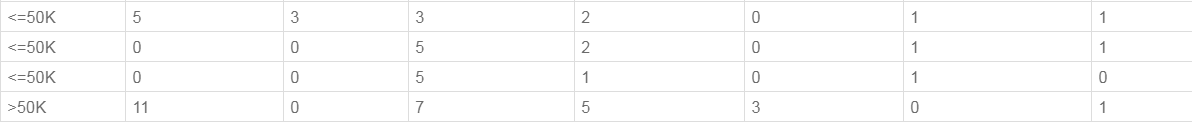 <=50K 5 3 3 2 0 1 1
<=50K 0 0 5 2 0 1 1
<=50K 0 0 5 1 0 1 0
>50K 11 0 7 5 3 0 1